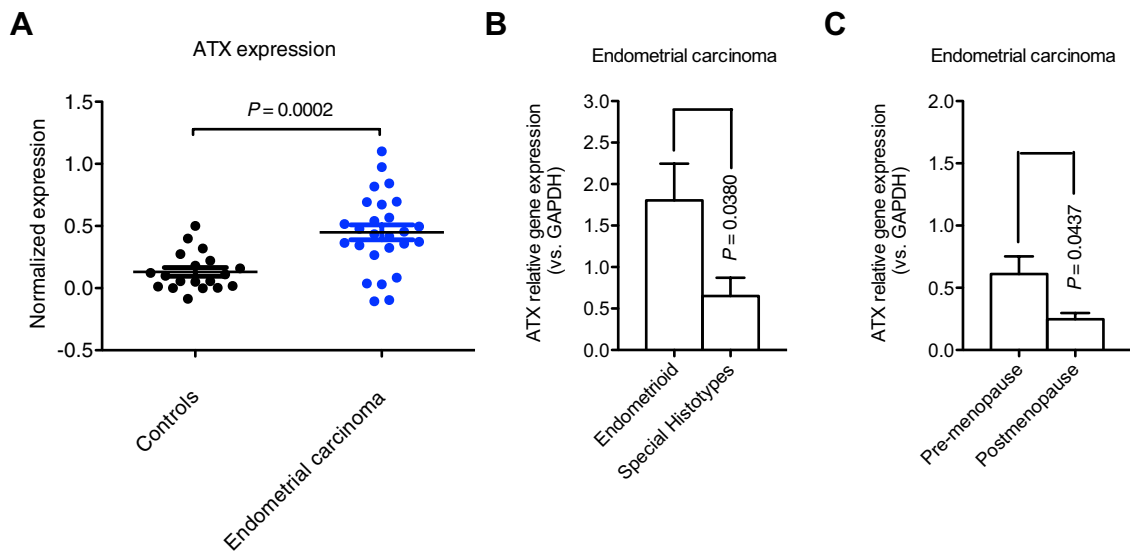 A
ATX expression
Normalized expression
1.5
1.0
0.5
0.0
-0.5
P = 0.0002
Controls
Endometrial carcinoma
B
Endometrial carcinoma
ATX relative gene expression
(vs. GAPDH)
3.0
2.5
2.0
1.5
1.0
0.5
0.0
P = 0.0380
Endometrioid
Special Histotypes
C
Endometrial carcinoma
ATX relative gene expression
(vs. GAPDH)
2.0
1.5
1.0
0.5
0.0
P = 0.0437
Pre-menopause
Postmenopause